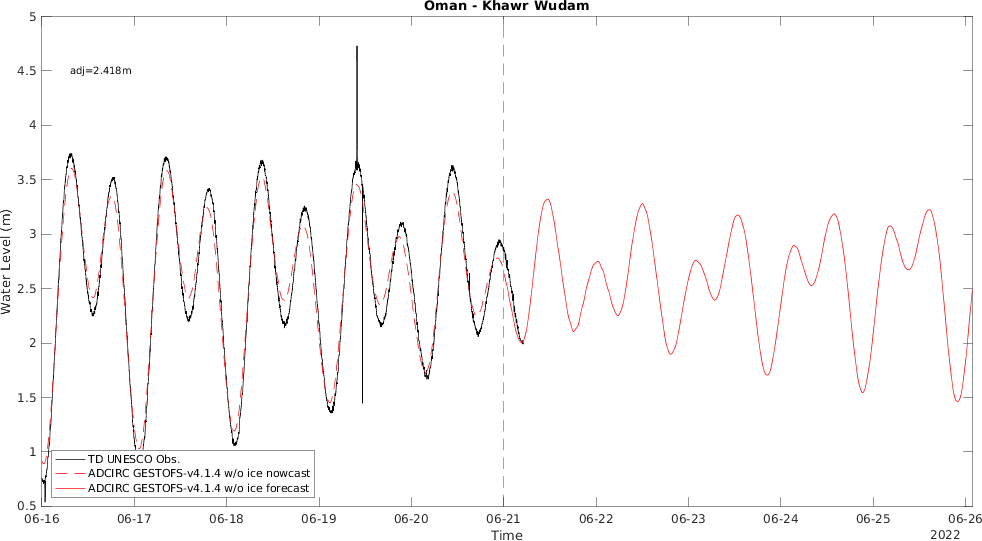 Oman - Khawr Wudam
5
4.5
adj=2.418m
4
3.5
3
2.5
2
1.5
1
0.5
Water Level (m)
TD UNESCO Obs.
ADCIRC GESTOFS-v4.1.4 w/o ice nowcast
ADCIRC GESTOFS-v4.1.4 w/o ice forecast
06-16 06-17 06-18 06-19 06-20 06-21 06-22 06-23 06-24 06-25 06-26
Time
2022